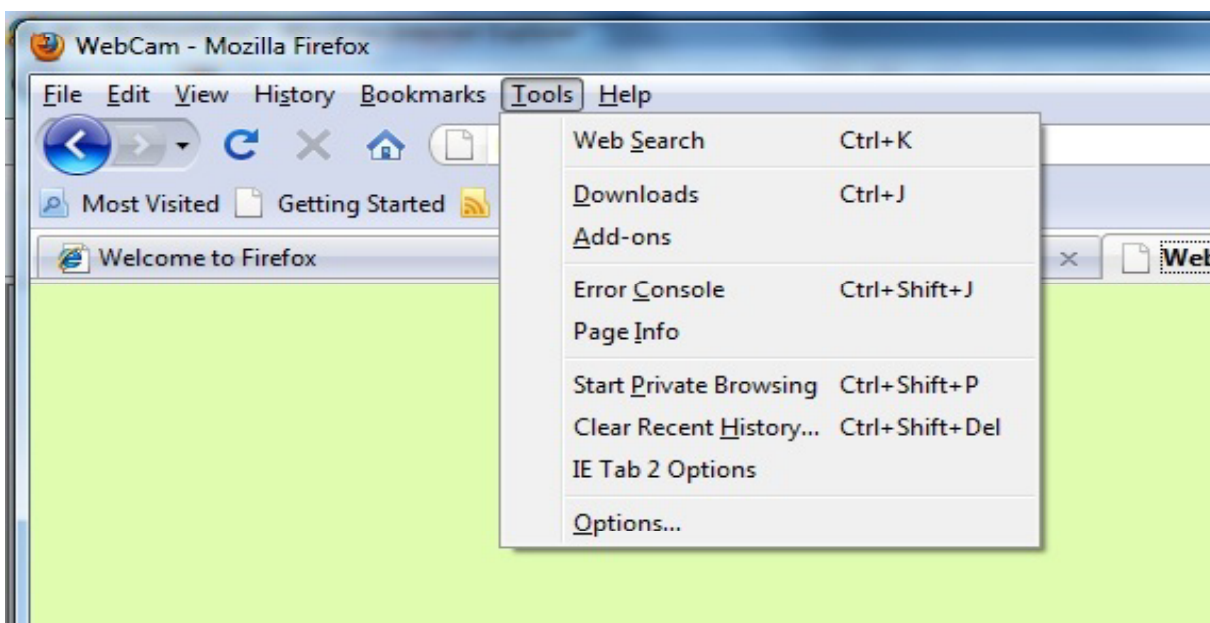 WebCam - Mozilla Firefox
File Edit View History Bookmarks Tools Help
Web Search Ctrl+K
Most Visited Getting Started
Downloads Ctrl+J
Add-ons
Welcome to Firefox
Error Console Ctrl+Shift+J
Page Info
Start Private Browsing Ctrl+Shift+P
Clear Recent History... Ctrl+Shift+Del
IE Tab 2 Options
Options...